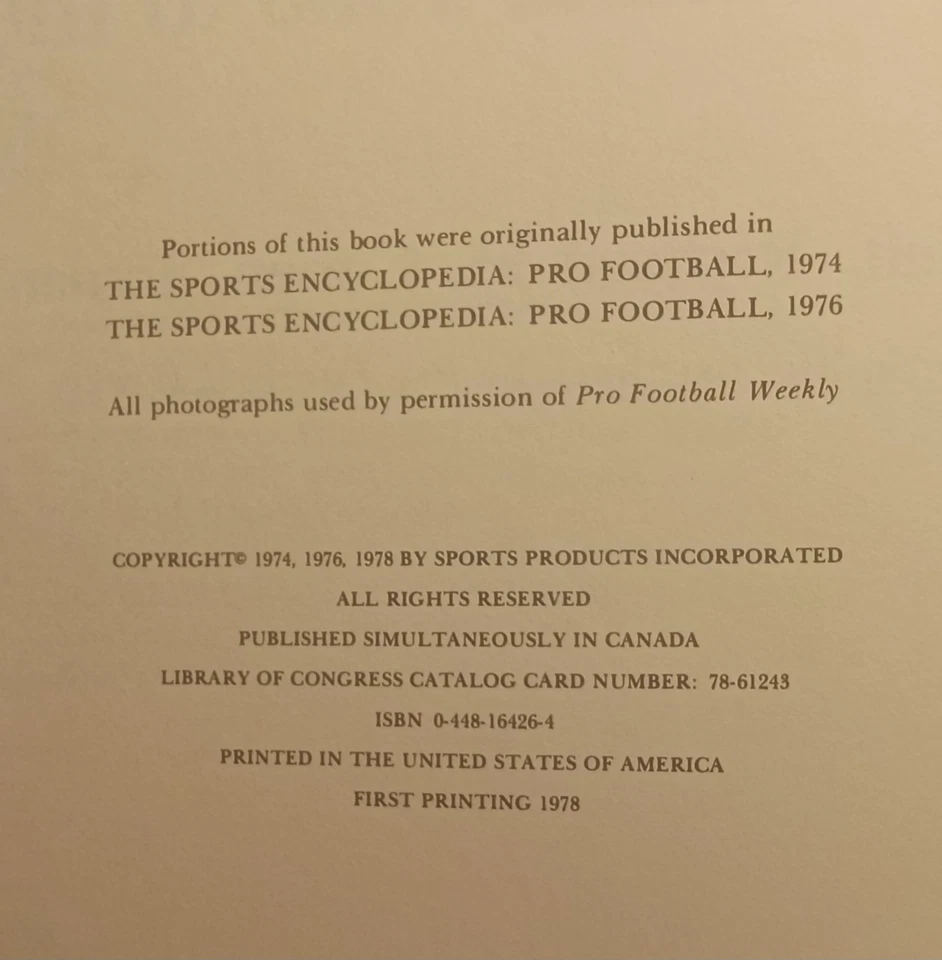 Portions of this book were originally published in
THE SPORTS ENCYCLOPEDIA: PRO FOOTBALL, 1974
THE SPORTS ENCYCLOPEDIA: PRO FOOTBALL, 1976
All photographs used by permission of Pro Football Weekly
COPYRIGHT© 1974, 1976, 1978 BY SPORTS PRODUCTS INCORPORATED
ALL RIGHTS RESERVED
PUBLISHED SIMULTANEOUSLY IN CANADA
LIBRARY OF CONGRESS CATALOG CARD NUMBER: 78-61243
ISBN 0-448-16426-4
PRINTED IN THE UNITED STATES OF AMERICA
FIRST PRINTING 1978